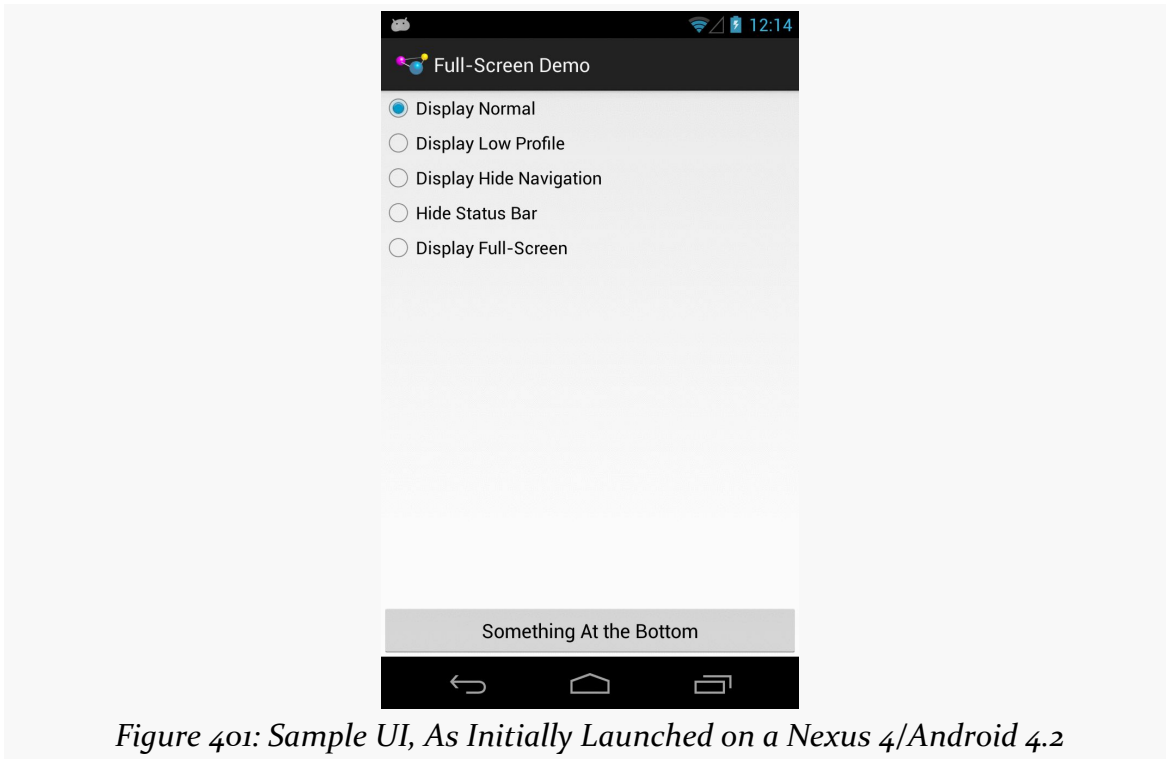 12:14
Full-Screen Demo
Display Normal
Display Low Profile
Display Hide Navigation
Hide Status Bar
Display Full-Screen
Something At the Bottom
Figure 401: Sample UI, As Initially Launched on a Nexus 4/Android 4.2